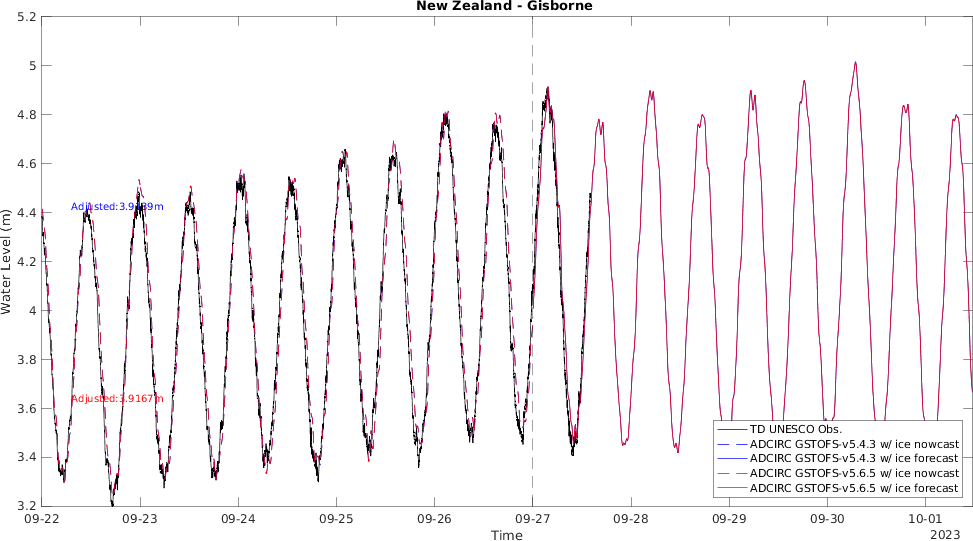 New Zealand - Gisborne
5.2
5
4.8
4.6
4.4
4.2
4
3.8
3.6
3.4
3.2
Water Level (m)
Adjusted:3.9167m
TD UNESCO Obs.
ADCIRC GSTOFS-v5.4.3 w/ ice nowcast
ADCIRC GSTOFS-v5.4.3 w/ ice forecast
ADCIRC GSTOFS-v5.6.5 w/ ice nowcast
ADCIRC GSTOFS-v5.6.5 w/ ice forecast
09-22 09-23 09-24 09-25 09-26 09-27 09-28 09-29 09-30 10-01
Time
2023